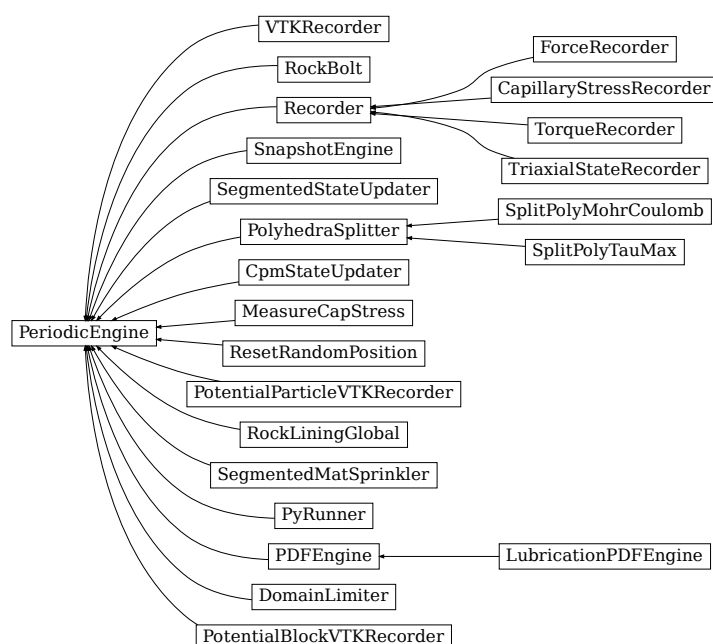 VTKRecorder
ForceRecorder
RockBolt
CapillaryStressRecorder
Recorder
TorqueRecorder
SnapshotEngine
TriaxialStateRecorder
SegmentedStateUpdater
SplitPolyMohrCoulomb
PolyhedraSplitter
SplitPolyTauMax
CpmStateUpdater
MeasureCapStress
PeriodicEngine
ResetRandomPosition
PotentialParticleVTKRecorder
RockLiningGlobal
SegmentedMatSprinkler
PyRunner
PDFEngine
LubricationPDFEngine
DomainLimiter
PotentialBlockVTKRecorder